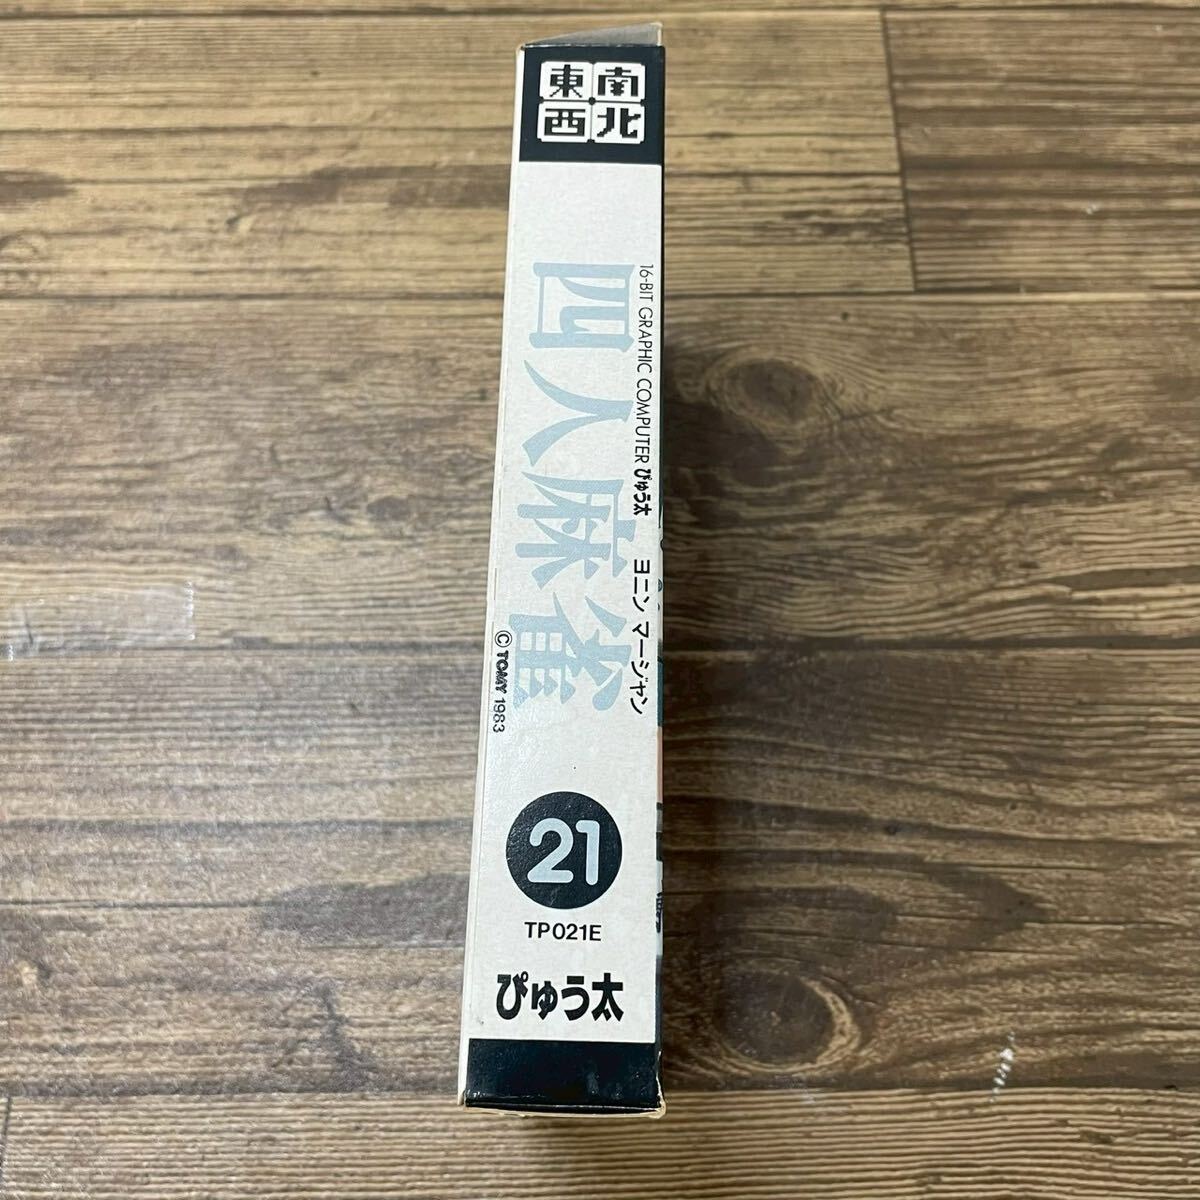 東南
西北
16-BIT GRAPHIC COMPUTER ぴゅう太 ヨニン マージャン
四人麻雀
© TOMY 1983
21
TP021E
ぴゅう太